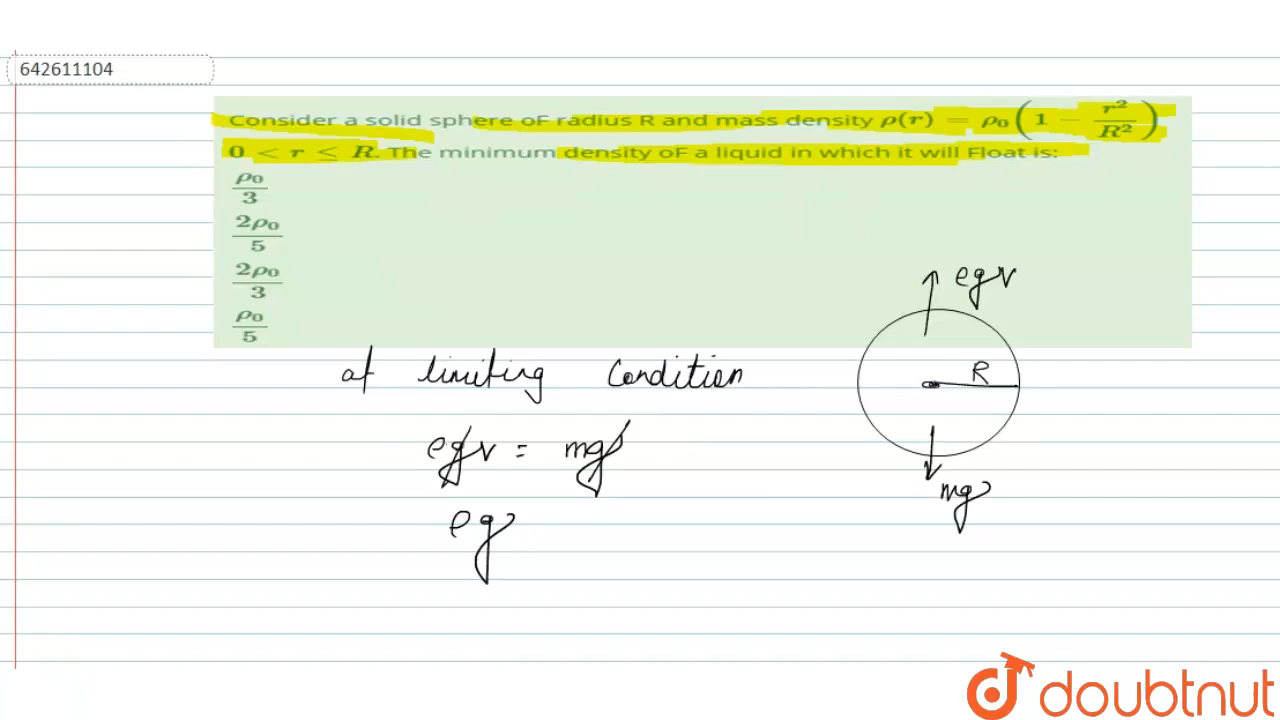 642611104
Consider a solid sphere oF radius R and mass density ρ(r) = ρ₀(1 − r²/R²)
0 < r ≤ R. The minimum density oF a liquid in which it will Float is:
ρ₀/3
2ρ₀/5
2ρ₀/3
ρ₀/5
ρgv
R
mg
at limiting Condition
ρgv = mg
ρg
doubtnut